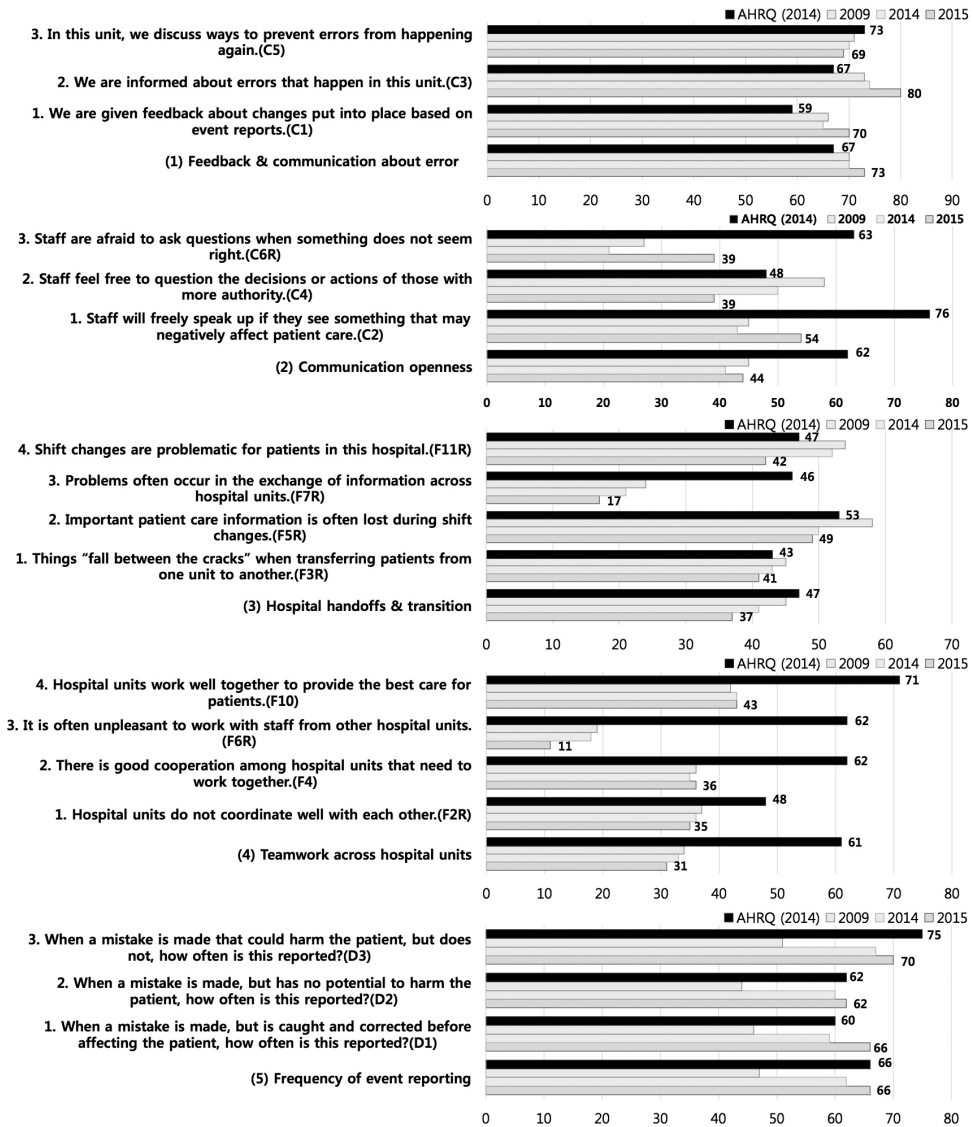 AHRQ (2014) 2009 2014 2015
3. In this unit, we discuss ways to prevent errors from happening
again.(C5)
73
69
2. We are informed about errors that happen in this unit.(C3)
67
80
1. We are given feedback about changes put into place based on
event reports.(C1)
59
70
(1) Feedback & communication about error
67
73
0 10 20 30 40 50 60 70 80 90
AHRQ (2014) 2009 2014 2015
3. Staff are afraid to ask questions when something does not seem
right.(C6R)
63
39
2. Staff feel free to question the decisions or actions of those with
more authority.(C4)
48
39
1. Staff will freely speak up if they see something that may
negatively affect patient care.(C2)
76
54
(2) Communication openness
62
44
0 10 20 30 40 50 60 70 80
AHRQ (2014) 2009 2014 2015
4. Shift changes are problematic for patients in this hospital.(F11R)
47
42
3. Problems often occur in the exchange of information across
hospital units.(F7R)
46
17
2. Important patient care information is often lost during shift
changes.(F5R)
53
49
1. Things “fall between the cracks” when transferring patients from
one unit to another.(F3R)
43
41
(3) Hospital handoffs & transition
47
37
0 10 20 30 40 50 60 70
AHRQ (2014) 2009 2014 2015
4. Hospital units work well together to provide the best care for
patients.(F10)
71
43
3. It is often unpleasant to work with staff from other hospital units.
(F6R)
62
11
2. There is good cooperation among hospital units that need to
work together.(F4)
62
36
1. Hospital units do not coordinate well with each other.(F2R)
48
35
(4) Teamwork across hospital units
61
31
0 10 20 30 40 50 60 70 80
AHRQ (2014) 2009 2014 2015
3. When a mistake is made that could harm the patient, but does
not, how often is this reported?(D3)
75
70
2. When a mistake is made, but has no potential to harm the
patient, how often is this reported?(D2)
62
62
1. When a mistake is made, but is caught and corrected before
affecting the patient, how often is this reported?(D1)
60
66
(5) Frequency of event reporting
66
66
0 10 20 30 40 50 60 70 80